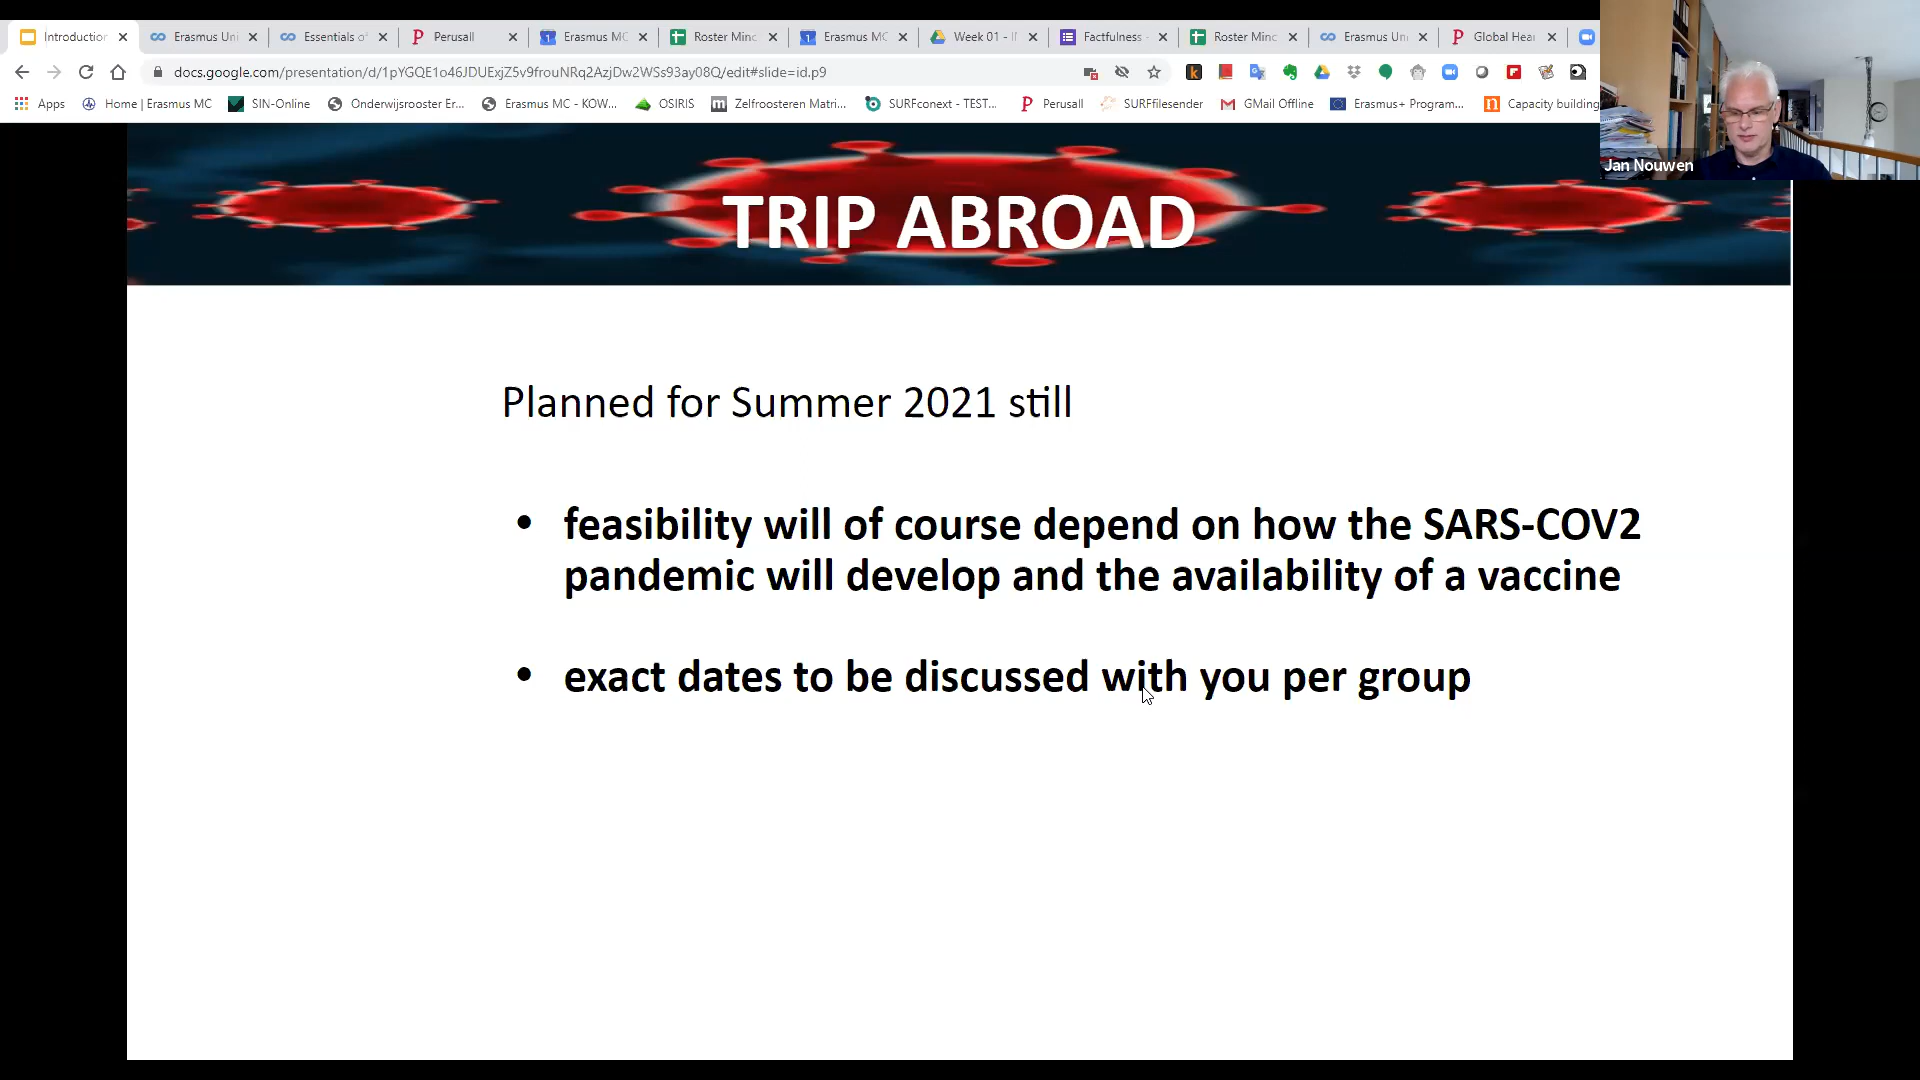 Introduction
Erasmus Uni
Essentials o
Perusall
Erasmus MC
Roster Minc
Erasmus MC
Week 01 - I
Factfulness -
Roster Minc
Erasmus Uni
Global Hea
docs.google.com/presentation/d/1pYGQE1o46JDUExjZ5v9frouNRq2AzjDw2WSs93ay08Q/edit#slide=id.p9
Apps
Home | Erasmus MC
SIN-Online
Onderwijsrooster Er...
Erasmus MC - KOW...
OSIRIS
Zelfroosteren Matri...
SURFconext - TEST...
Perusall
SURFfilesender
GMail Offline
Erasmus+ Program...
Capacity building
Jan Nouwen
TRIP ABROAD
Planned for Summer 2021 still
• feasibility will of course depend on how the SARS-COV2
pandemic will develop and the availability of a vaccine
• exact dates to be discussed with you per group